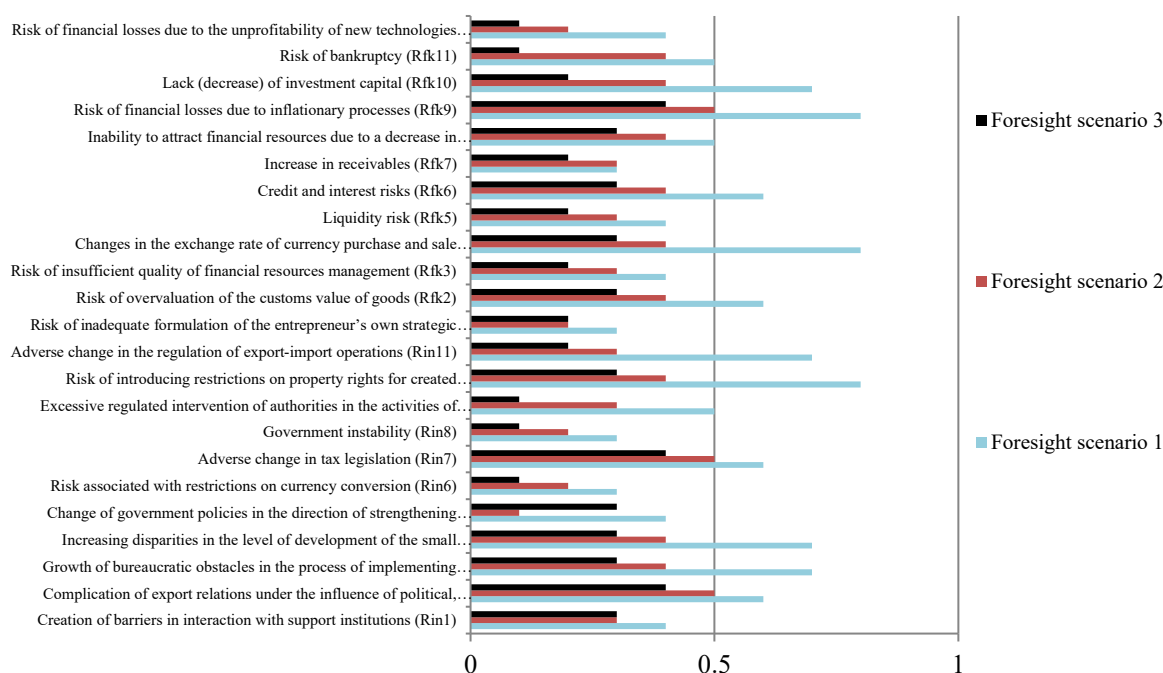 Risk of financial losses due to the unprofitability of new technologies…
Risk of bankruptcy (Rfk11)
Lack (decrease) of investment capital (Rfk10)
Risk of financial losses due to inflationary processes (Rfk9)
Inability to attract financial resources due to a decrease in…
Increase in receivables (Rfk7)
Credit and interest risks (Rfk6)
Liquidity risk (Rfk5)
Changes in the exchange rate of currency purchase and sale…
Risk of insufficient quality of financial resources management (Rfk3)
Risk of overvaluation of the customs value of goods (Rfk2)
Risk of inadequate formulation of the entrepreneur’s own strategic…
Adverse change in the regulation of export-import operations (Rin11)
Risk of introducing restrictions on property rights for created…
Excessive regulated intervention of authorities in the activities of…
Government instability (Rin8)
Adverse change in tax legislation (Rin7)
Risk associated with restrictions on currency conversion (Rin6)
Change of government policies in the direction of strengthening…
Increasing disparities in the level of development of the small…
Growth of bureaucratic obstacles in the process of implementing…
Complication of export relations under the influence of political,…
Creation of barriers in interaction with support institutions (Rin1)
0 0.5 1
Foresight scenario 3
Foresight scenario 2
Foresight scenario 1